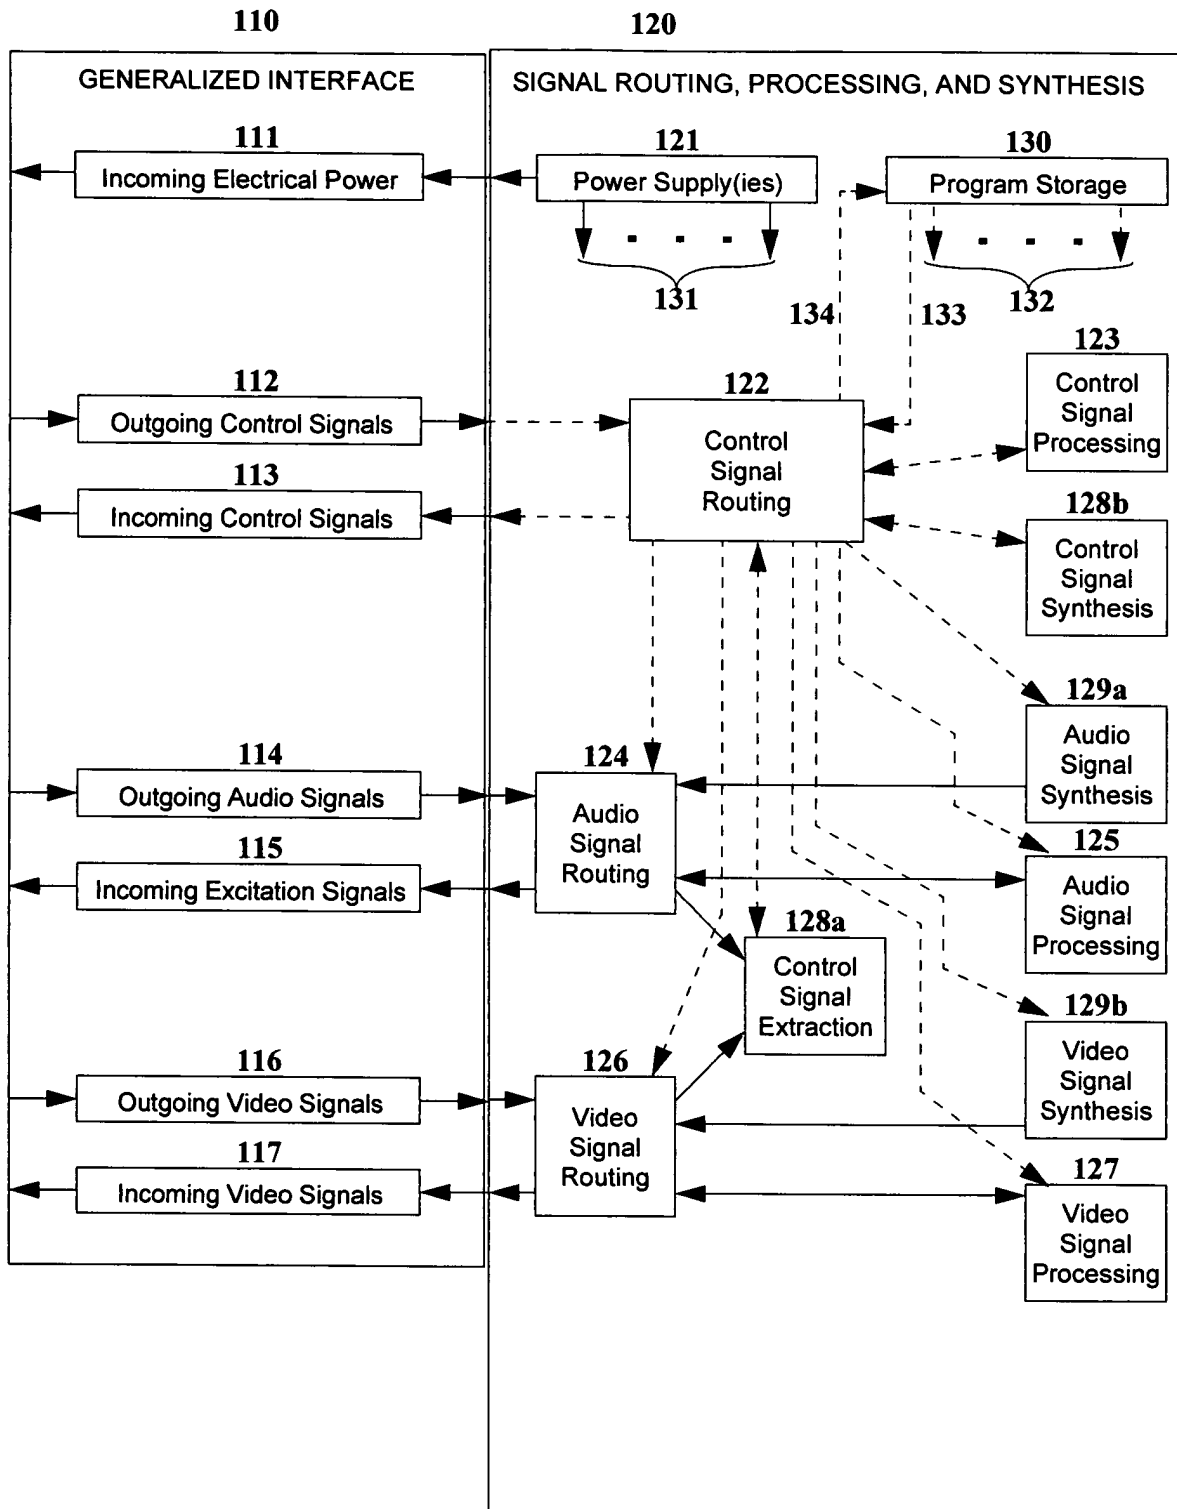 110
120
GENERALIZED INTERFACE
SIGNAL ROUTING, PROCESSING, AND SYNTHESIS
111
Incoming Electrical Power
121
Power Supply(ies)
130
Program Storage
131
134
133
132
123
Control
Signal
Processing
112
Outgoing Control Signals
122
Control
Signal
Routing
113
Incoming Control Signals
128b
Control
Signal
Synthesis
129a
Audio
Signal
Synthesis
114
Outgoing Audio Signals
124
Audio
Signal
Routing
115
Incoming Excitation Signals
125
Audio
Signal
Processing
128a
Control
Signal
Extraction
129b
Video
Signal
Synthesis
116
Outgoing Video Signals
126
Video
Signal
Routing
117
Incoming Video Signals
127
Video
Signal
Processing